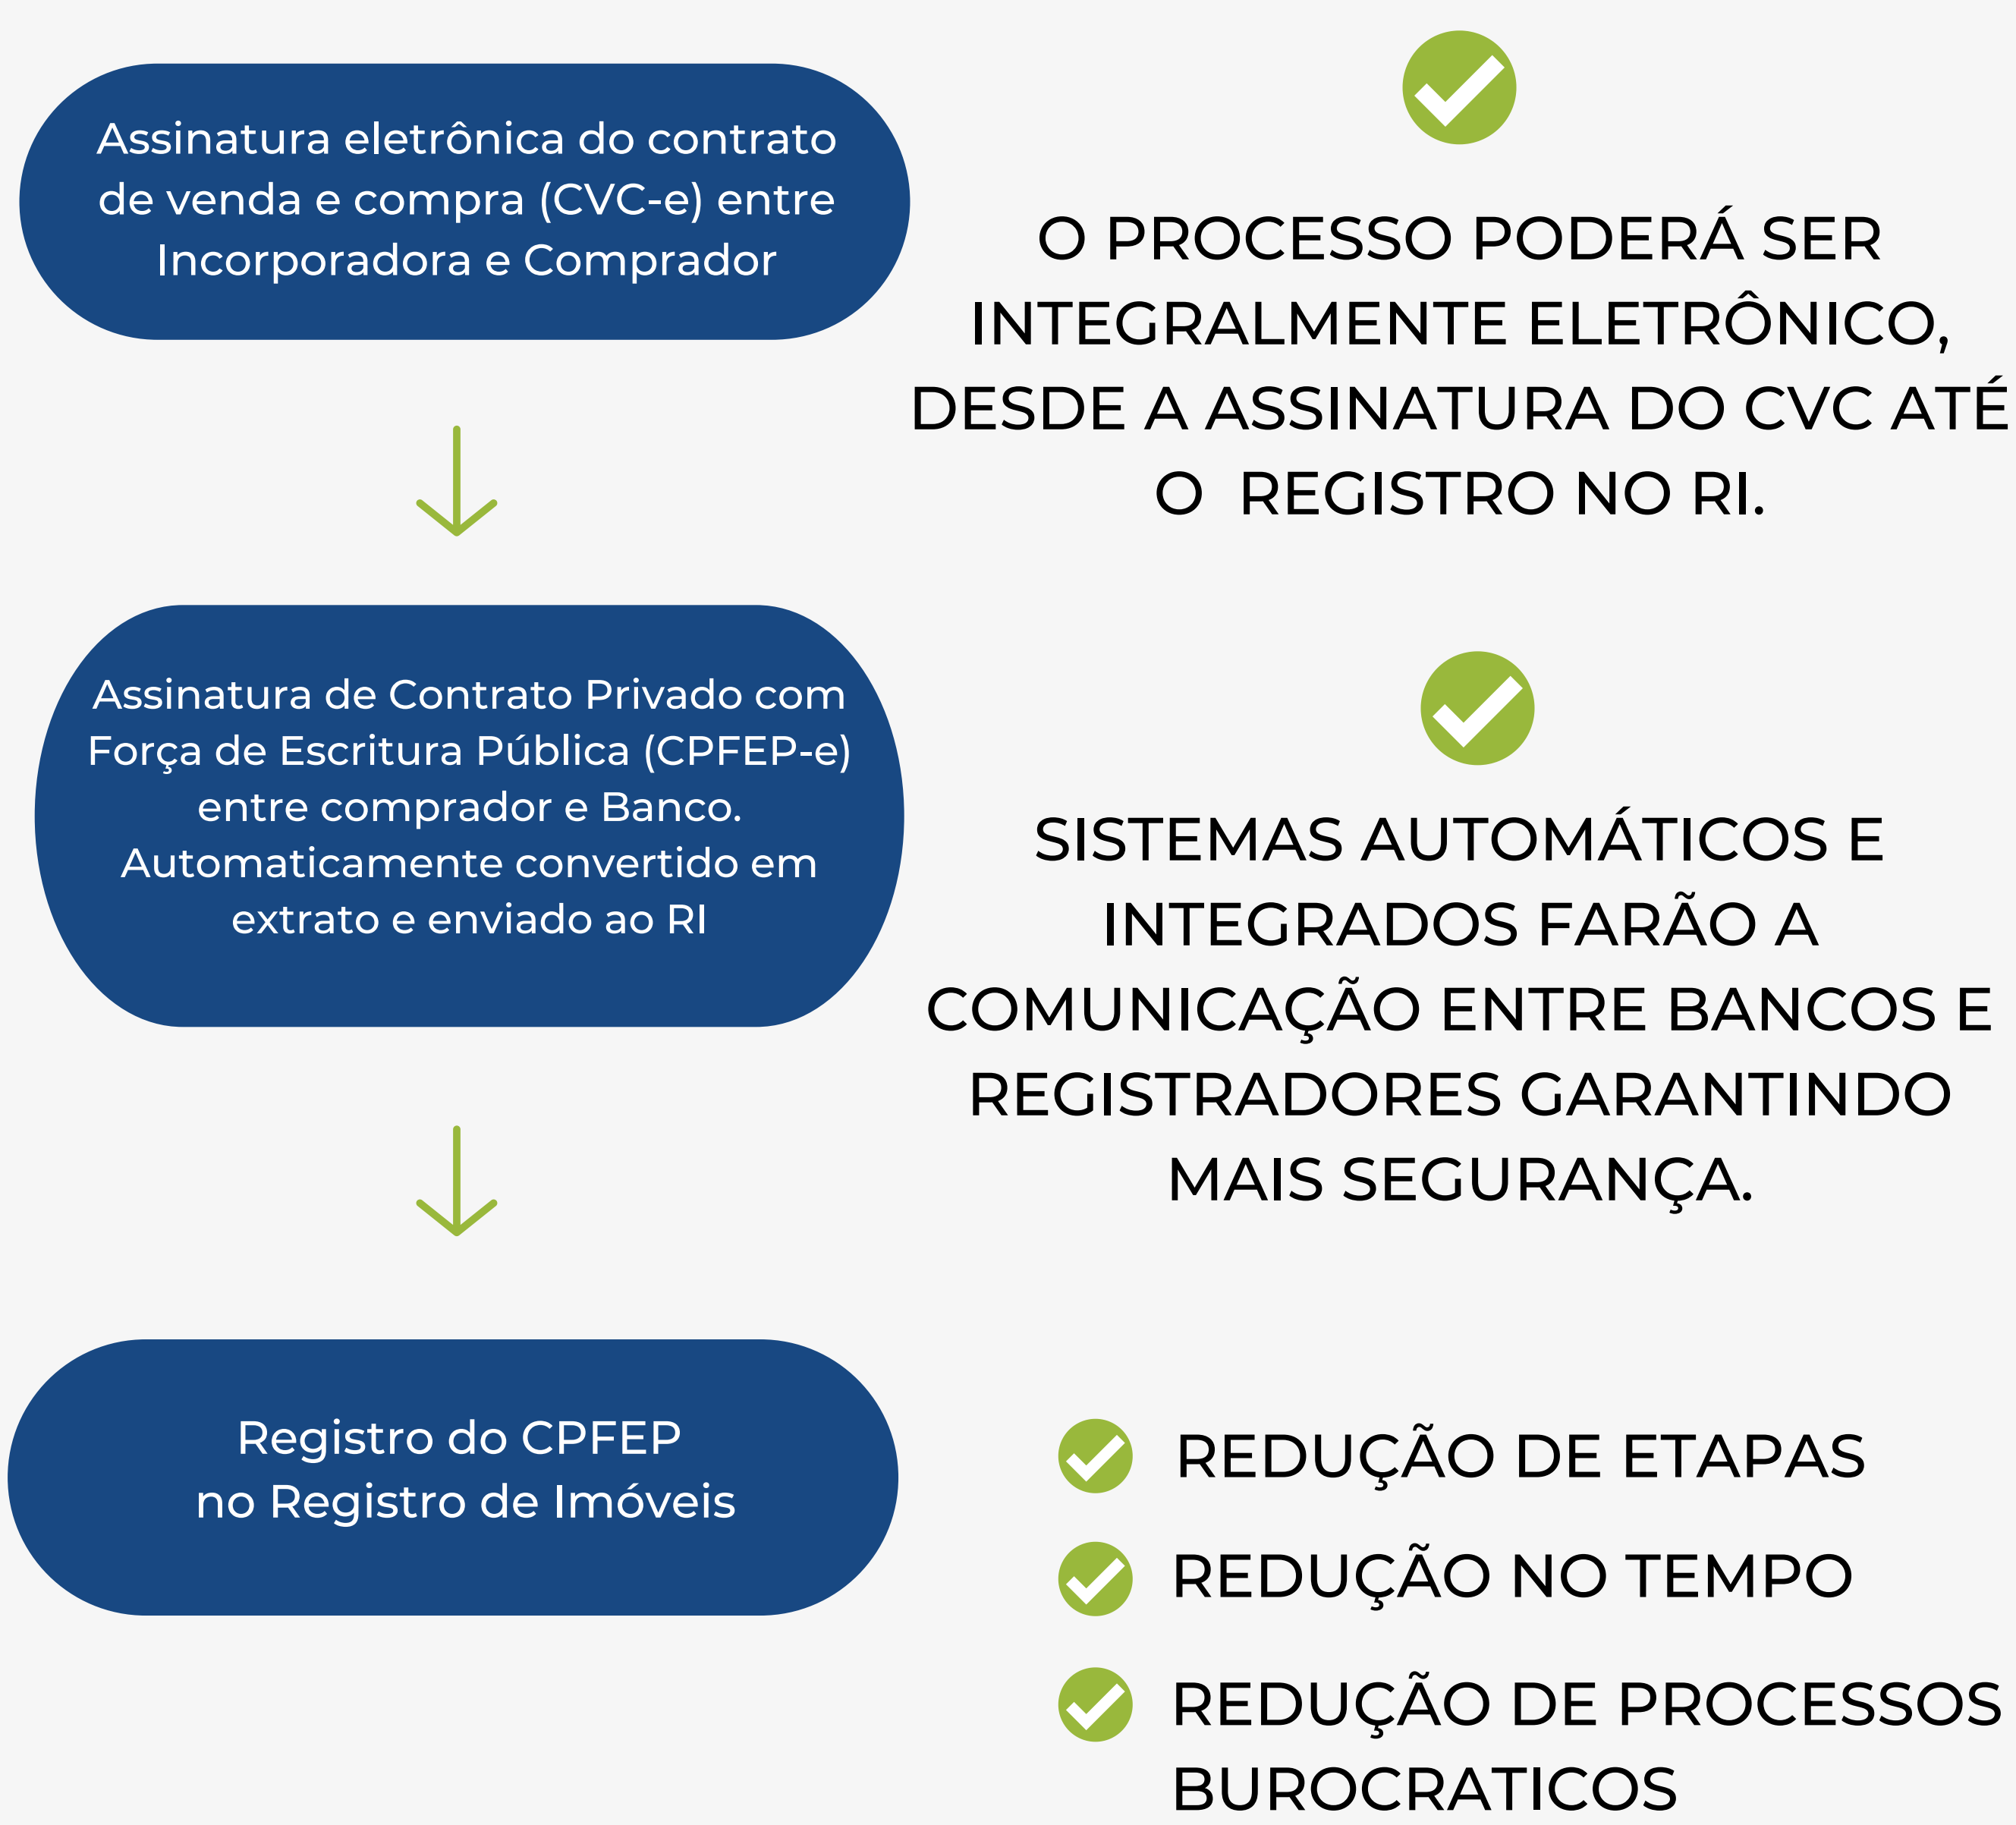 Assinatura eletrônica do contrato
de venda e compra (CVC-e) entre
Incorporadora e Comprador
O PROCESSO PODERÁ SER
INTEGRALMENTE ELETRÔNICO,
DESDE A ASSINATURA DO CVC ATÉ
O REGISTRO NO RI.
Assinatura de Contrato Privado com
Força de Escritura Pública (CPFEP-e)
entre comprador e Banco.
Automaticamente convertido em
extrato e enviado ao RI
SISTEMAS AUTOMÁTICOS E
INTEGRADOS FARÃO A
COMUNICAÇÃO ENTRE BANCOS E
REGISTRADORES GARANTINDO
MAIS SEGURANÇA.
Registro do CPFEP
no Registro de Imóveis
REDUÇÃO DE ETAPAS
REDUÇÃO NO TEMPO
REDUÇÃO DE PROCESSOS
BUROCRATICOS